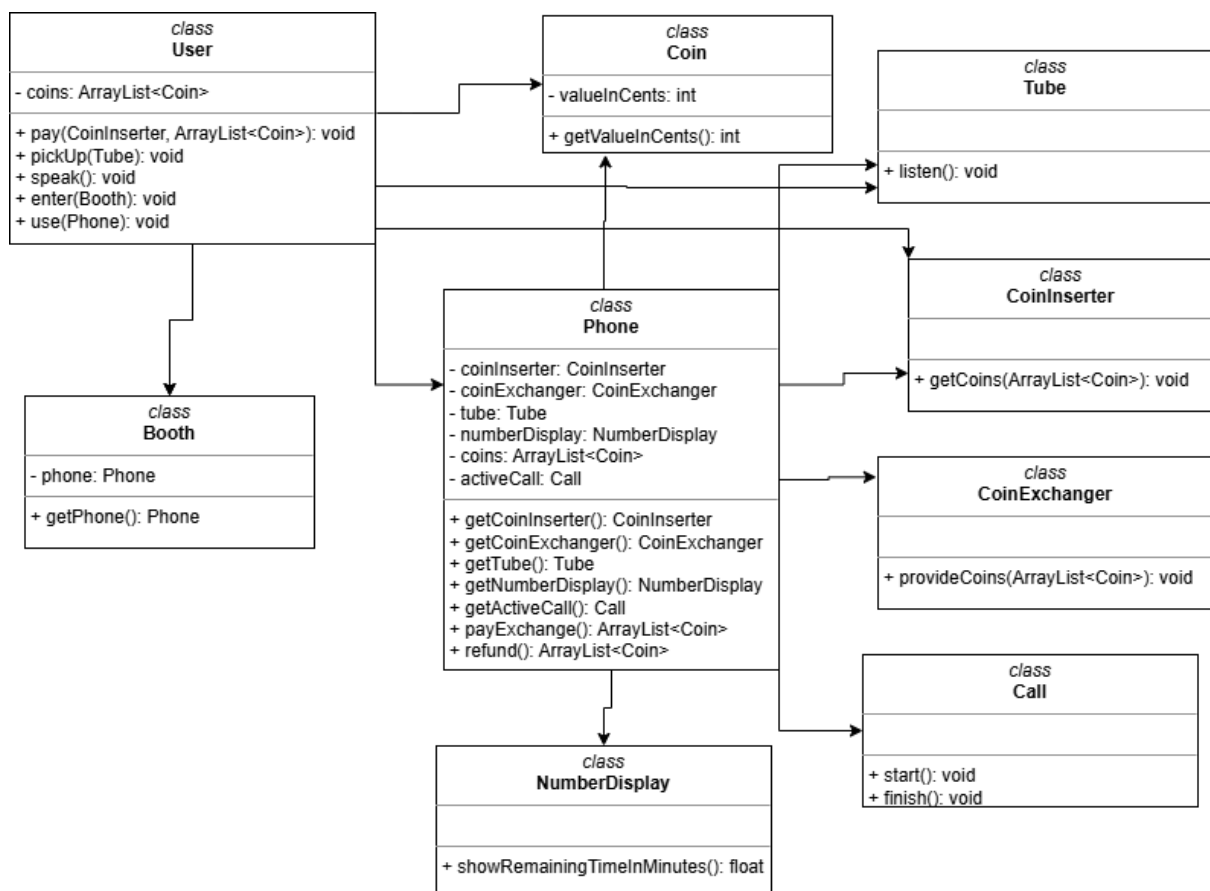 class
User
- coins: ArrayList<Coin>
+ pay(CoinInserter, ArrayList<Coin>): void
+ pickUp(Tube): void
+ speak(): void
+ enter(Booth): void
+ use(Phone): void
class
Coin
- valueInCents: int
+ getValueInCents(): int
class
Tube
+ listen(): void
class
CoinInserter
+ getCoins(ArrayList<Coin>): void
class
Phone
- coinInserter: CoinInserter
- coinExchanger: CoinExchanger
- tube: Tube
- numberDisplay: NumberDisplay
- coins: ArrayList<Coin>
- activeCall: Call
+ getCoinInserter(): CoinInserter
+ getCoinExchanger(): CoinExchanger
+ getTube(): Tube
+ getNumberDisplay(): NumberDisplay
+ getActiveCall(): Call
+ payExchange(): ArrayList<Coin>
+ refund(): ArrayList<Coin>
class
Booth
- phone: Phone
+ getPhone(): Phone
class
CoinExchanger
+ provideCoins(ArrayList<Coin>): void
class
Call
+ start(): void
+ finish(): void
class
NumberDisplay
+ showRemainingTimeInMinutes(): float